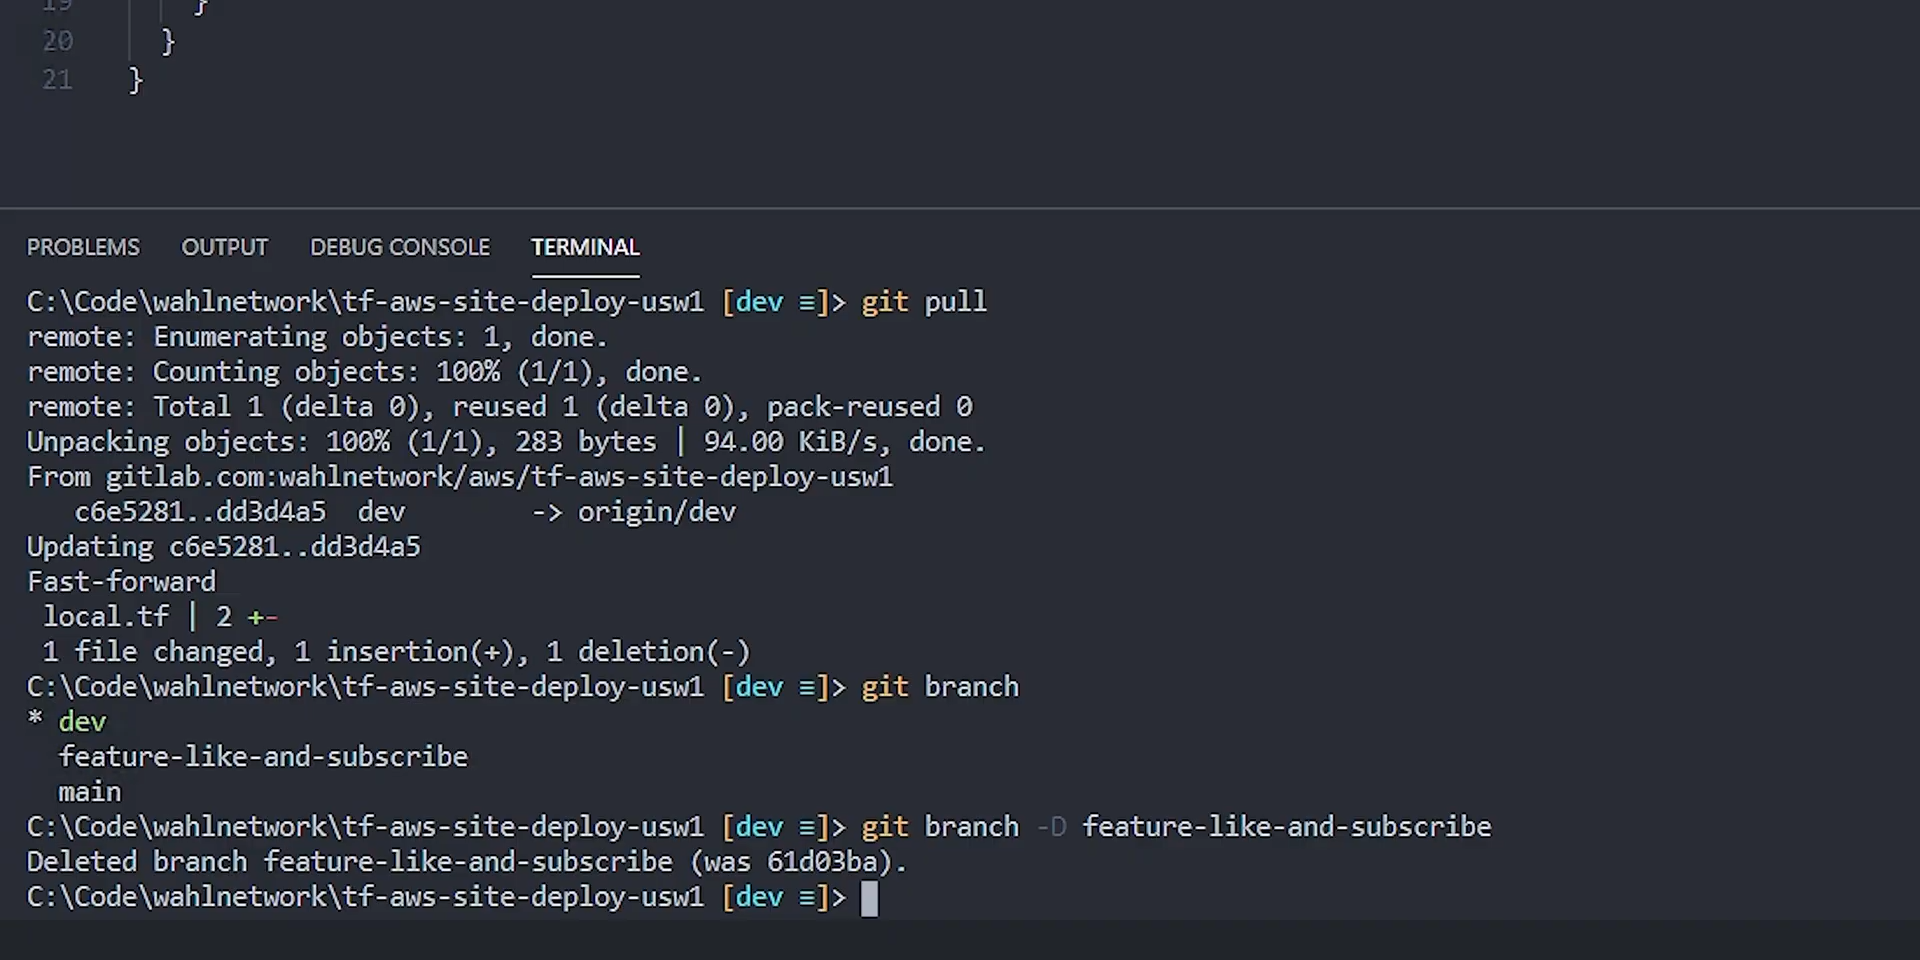 19 }
20 }
21 }
PROBLEMS OUTPUT DEBUG CONSOLE TERMINAL
C:\Code\wahlnetwork\tf-aws-site-deploy-usw1 [dev ≡]> git pull
remote: Enumerating objects: 1, done.
remote: Counting objects: 100% (1/1), done.
remote: Total 1 (delta 0), reused 1 (delta 0), pack-reused 0
Unpacking objects: 100% (1/1), 283 bytes | 94.00 KiB/s, done.
From gitlab.com:wahlnetwork/aws/tf-aws-site-deploy-usw1
   c6e5281..dd3d4a5  dev        -> origin/dev
Updating c6e5281..dd3d4a5
Fast-forward
 local.tf | 2 +-
 1 file changed, 1 insertion(+), 1 deletion(-)
C:\Code\wahlnetwork\tf-aws-site-deploy-usw1 [dev ≡]> git branch
* dev
  feature-like-and-subscribe
  main
C:\Code\wahlnetwork\tf-aws-site-deploy-usw1 [dev ≡]> git branch -D feature-like-and-subscribe
Deleted branch feature-like-and-subscribe (was 61d03ba).
C:\Code\wahlnetwork\tf-aws-site-deploy-usw1 [dev ≡]>